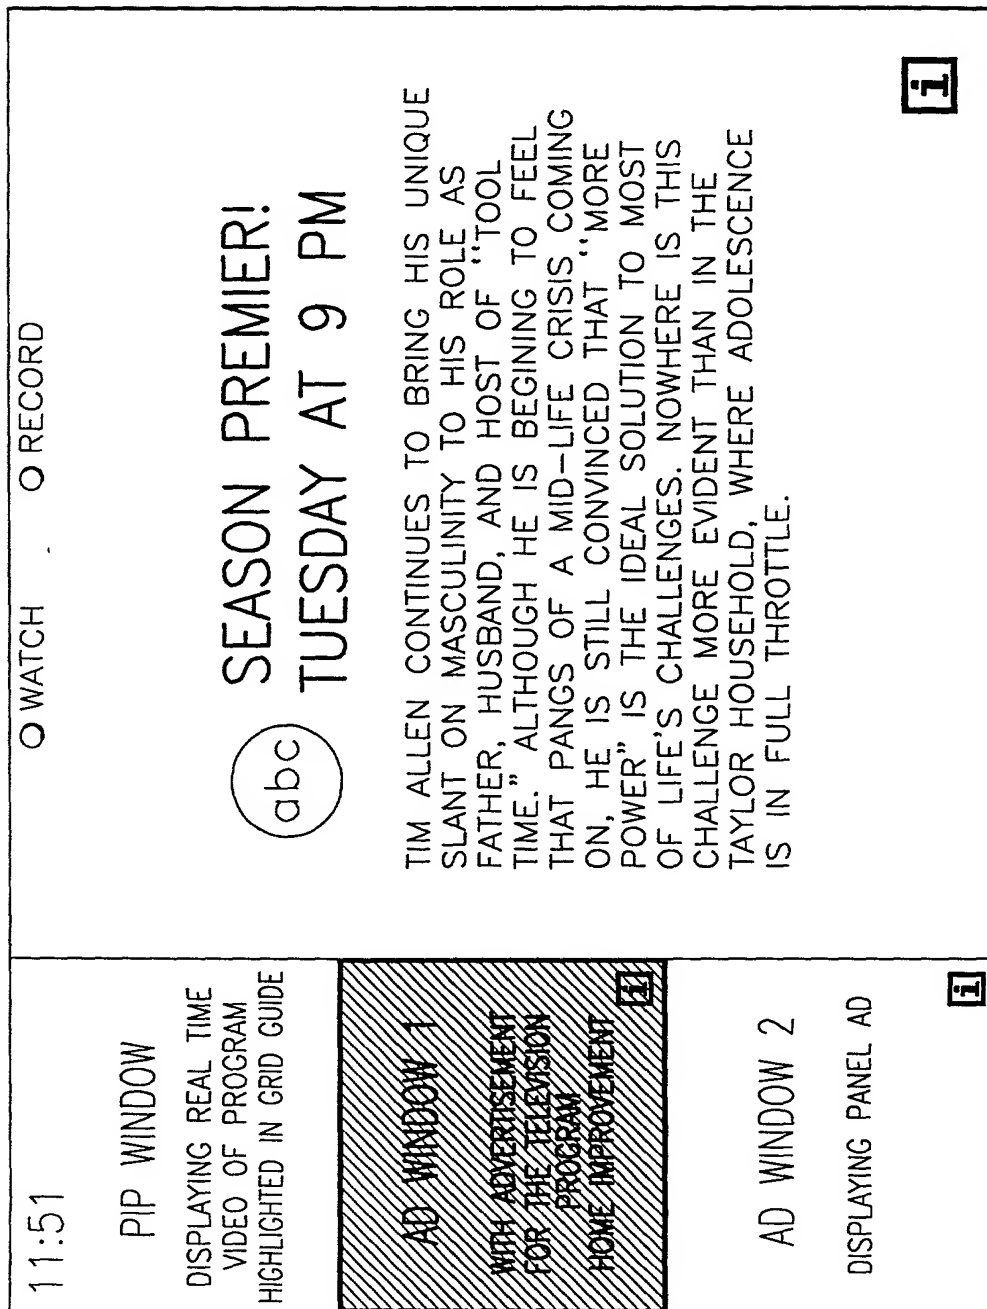 11:51
PIP WINDOW
DISPLAYING REAL TIME
VIDEO OF PROGRAM
HIGHLIGHTED IN GRID GUIDE
AD WINDOW 1
WITH ADVERTISEMENT
FOR THE TELEVISION
PROGRAM
HOME IMPROVEMENT
i
AD WINDOW 2
DISPLAYING PANEL AD
i
O WATCH
O RECORD
abc
SEASON PREMIER!
TUESDAY AT 9 PM
TIM ALLEN CONTINUES TO BRING HIS UNIQUE
SLANT ON MASCULINITY TO HIS ROLE AS
FATHER, HUSBAND, AND HOST OF "TOOL
TIME." ALTHOUGH HE IS BEGINING TO FEEL
THAT PANGS OF A MID-LIFE CRISIS COMING
ON, HE IS STILL CONVINCED THAT "MORE
POWER" IS THE IDEAL SOLUTION TO MOST
OF LIFE'S CHALLENGES. NOWHERE IS THIS
CHALLENGE MORE EVIDENT THAN IN THE
TAYLOR HOUSEHOLD, WHERE ADOLESCENCE
IS IN FULL THROTTLE.
i